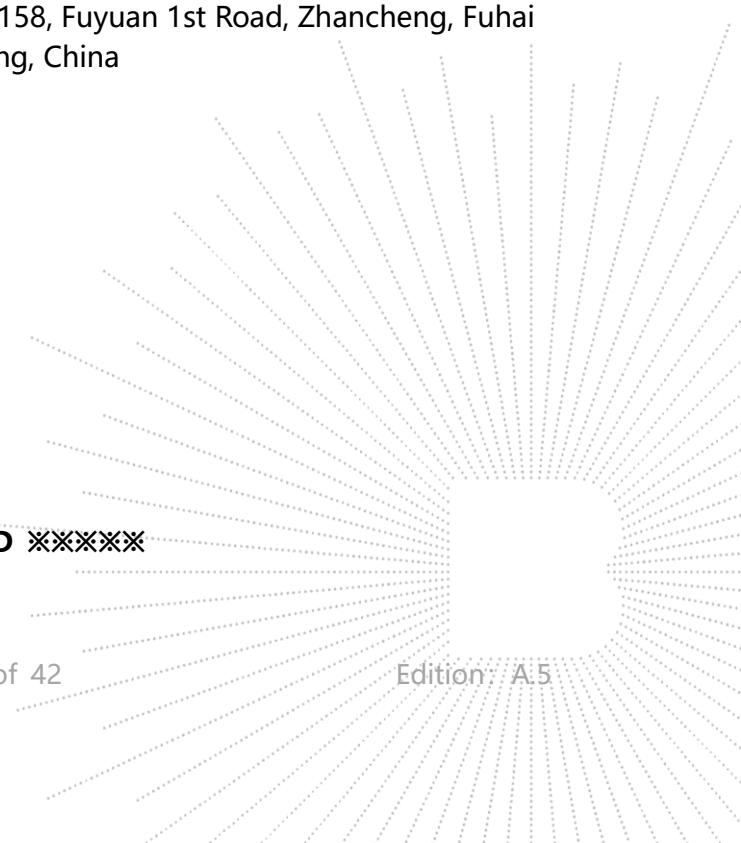 158, Fuyuan 1st Road, Zhancheng, Fuhai
ng, China
D ※※※※※
of 42
Edition: A.5